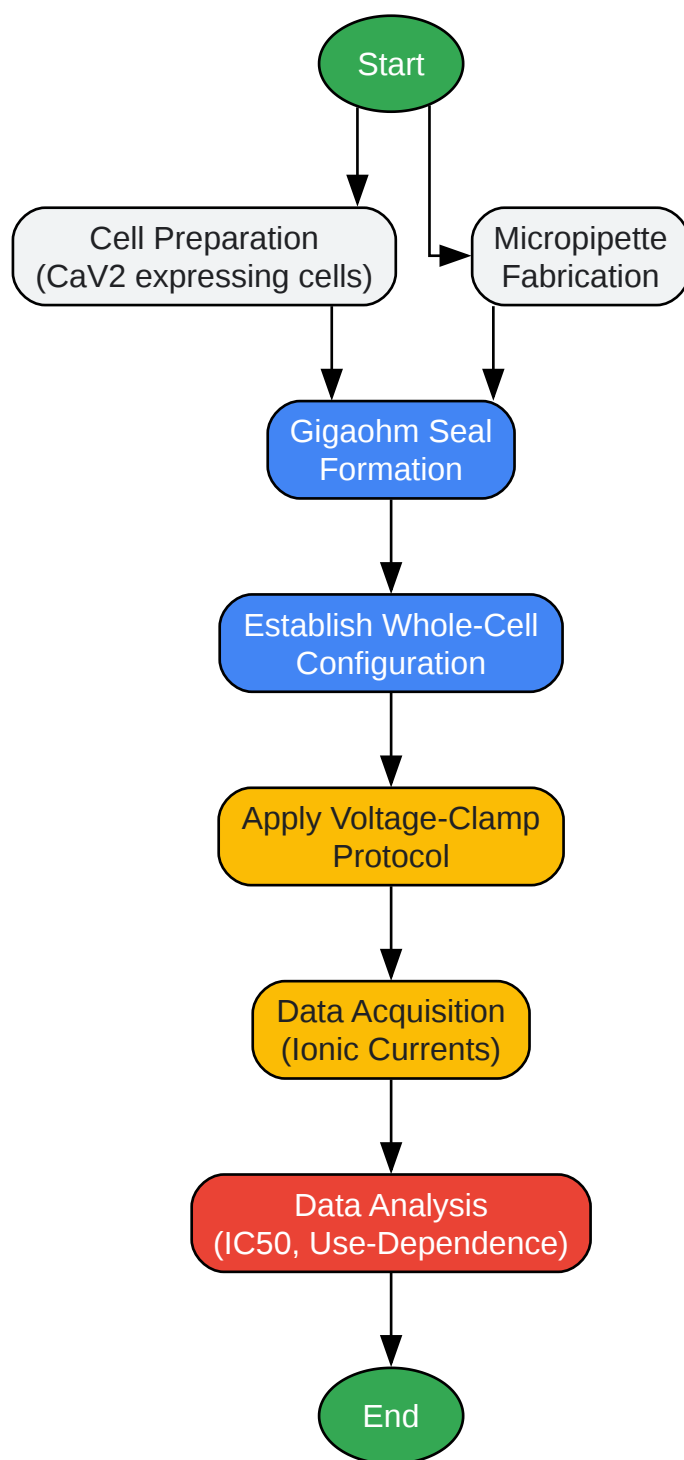 Start
Cell Preparation
(CaV2 expressing cells)
Micropipette
Fabrication
Gigaohm Seal
Formation
Establish Whole-Cell
Configuration
Apply Voltage-Clamp
Protocol
Data Acquisition
(Ionic Currents)
Data Analysis
(IC50, Use-Dependence)
End